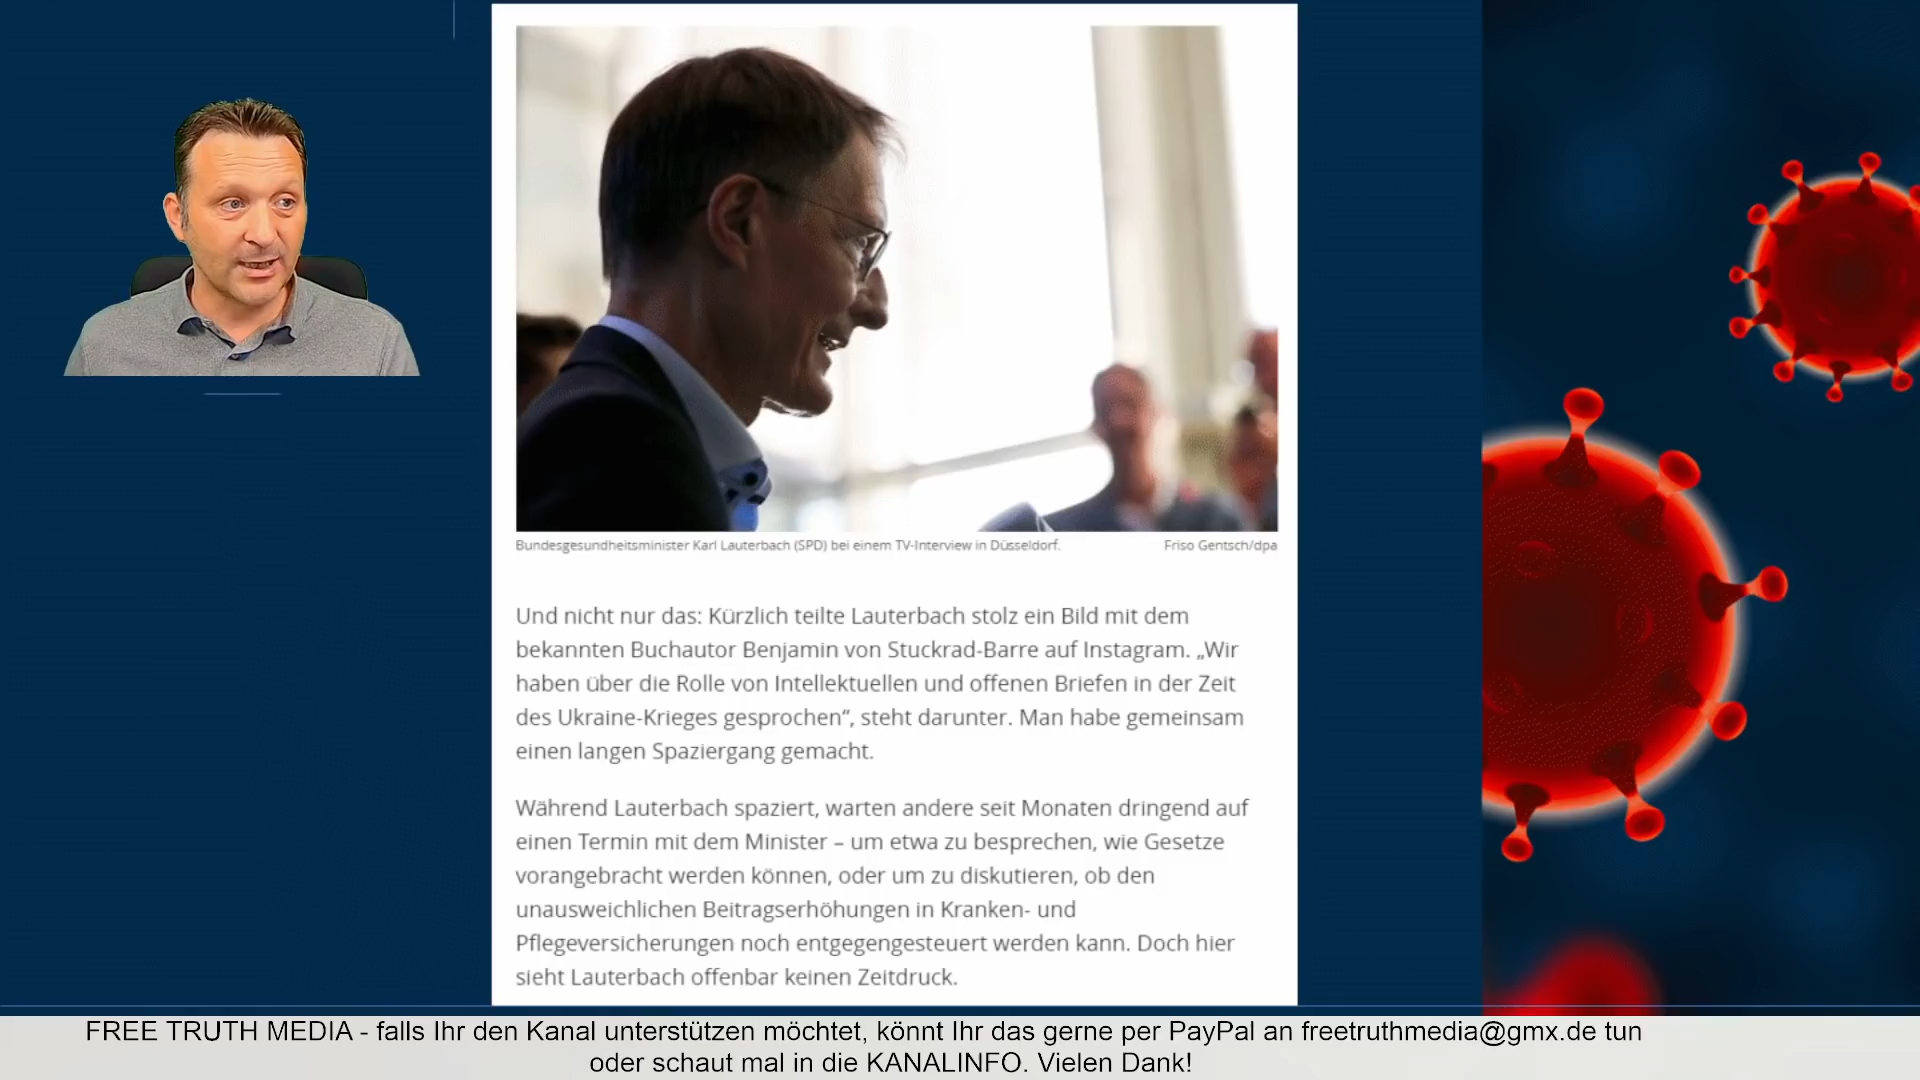 Bundesgesundheitsminister Karl Lauterbach (SPD) bei einem TV-Interview in Düsseldorf. Friso Gentsch/dpa
Und nicht nur das: Kürzlich teilte Lauterbach stolz ein Bild mit dem
bekannten Buchautor Benjamin von Stuckrad-Barre auf Instagram. „Wir
haben über die Rolle von Intellektuellen und offenen Briefen in der Zeit
des Ukraine-Krieges gesprochen“, steht darunter. Man habe gemeinsam
einen langen Spaziergang gemacht.
Während Lauterbach spaziert, warten andere seit Monaten dringend auf
einen Termin mit dem Minister – um etwa zu besprechen, wie Gesetze
vorangebracht werden können, oder um zu diskutieren, ob den
unausweichlichen Beitragserhöhungen in Kranken- und
Pflegeversicherungen noch entgegengesteuert werden kann. Doch hier
sieht Lauterbach offenbar keinen Zeitdruck.
FREE TRUTH MEDIA - falls Ihr den Kanal unterstützen möchtet, könnt Ihr das gerne per PayPal an freetruthmedia@gmx.de tun
oder schaut mal in die KANALINFO. Vielen Dank!